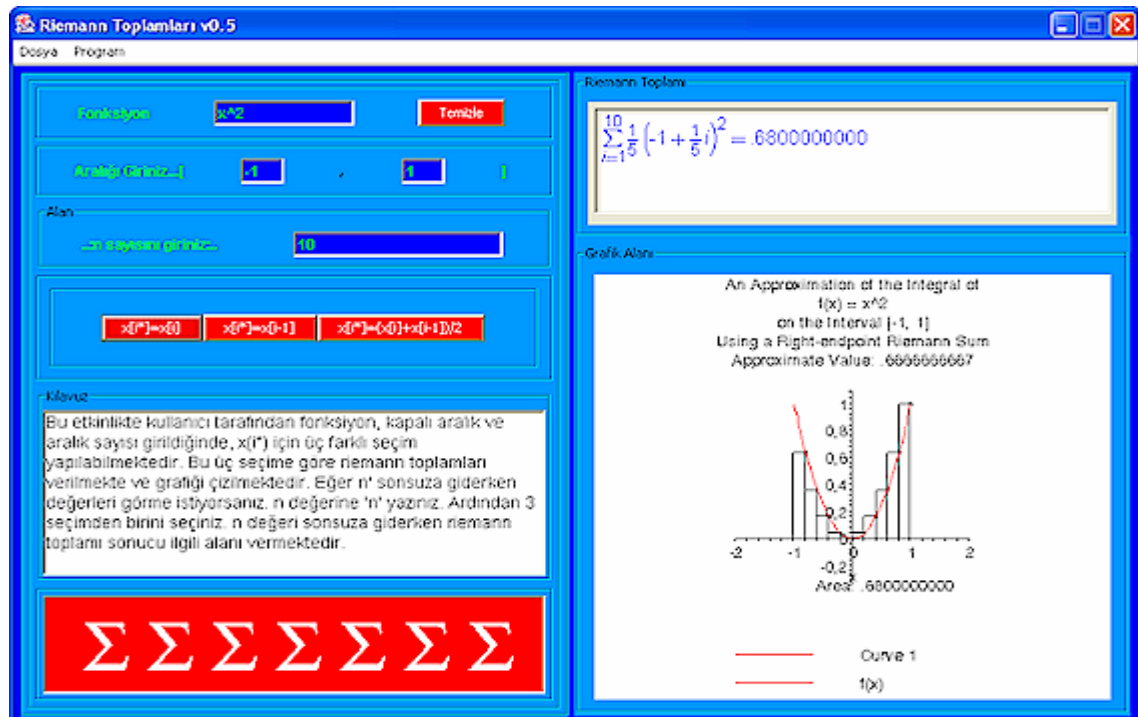 Riemann Toplamları v0.5
Dosya Program
Fonksiyon x^2 Temizle
Aralığı Giriniz...[ -1 , 1 ]
Alan
...n sayısını giriniz... 10
x[i*]=x[i] x[i*]=x[i-1] x[i*]=(x[i]+x[i-1])/2
Kılavuz
Bu etkinlikte kullanıcı tarafından fonksiyon, kapalı aralık ve
aralık sayısı girildiğinde, x(i*) için üç farklı seçim
yapılabilmektedir. Bu üç seçime göre riemann toplamları
verilmekte ve grafiği çizilmektedir. Eğer n' sonsuza giderken
değerleri görme istiyorsanız, n değerine 'n' yazınız. Ardından 3
seçimden birini seçiniz. n değeri sonsuza giderken riemann
toplamı sonucu ilgili alanı vermektedir.
Σ Σ Σ Σ Σ Σ Σ
Riemann Toplamı
10
∑ 1/5 (-1 + 1/5 i)^2 = .6800000000
i=1
Grafik Alanı
An Approximation of the Integral of
f(x) = x^2
on the Interval [-1, 1]
Using a Right-endpoint Riemann Sum
Approximate Value: .6666666667
1
0,8
0,6
0,4
0,2
0
-2 -1 0 1 2
-0,2
x
Area: .6800000000
Curve 1
f(x)